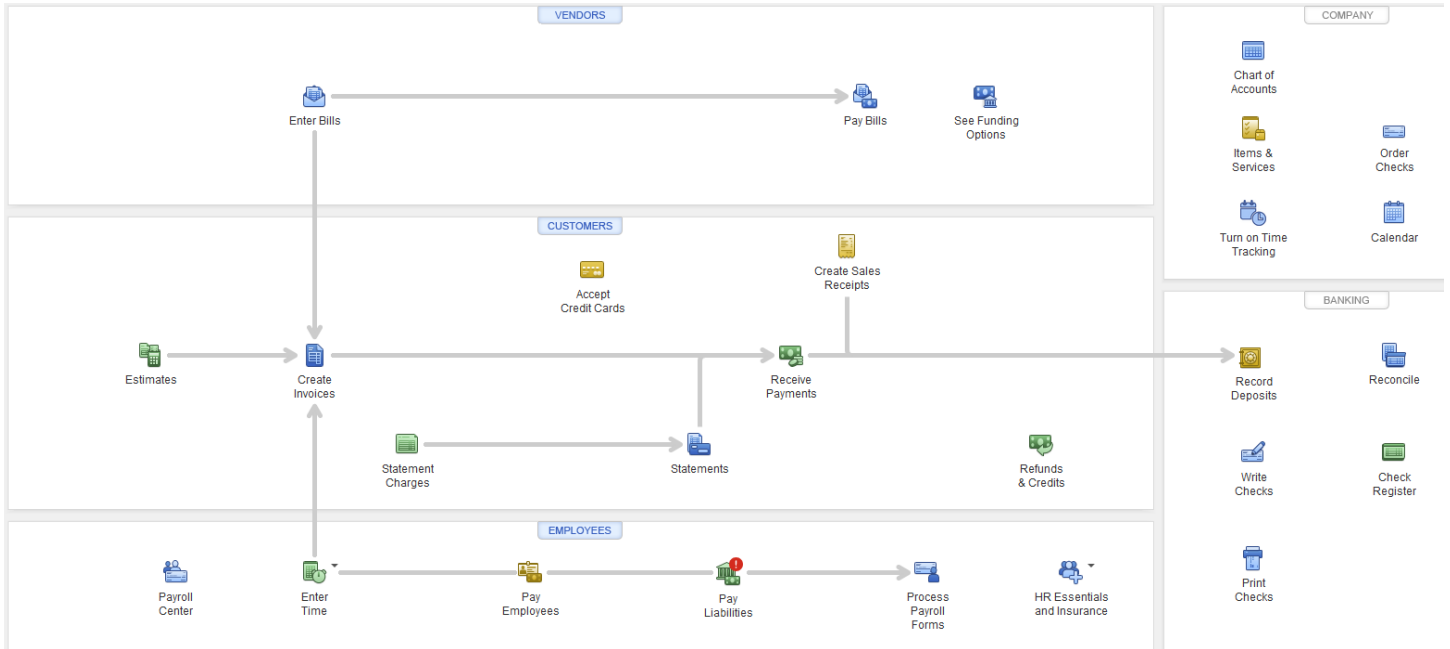 VENDORS
Enter Bills
Pay Bills
See Funding
Options
CUSTOMERS
Create Sales
Receipts
Accept
Credit Cards
Estimates
Create
Invoices
Receive
Payments
Statement
Charges
Statements
Refunds
& Credits
EMPLOYEES
Payroll
Center
Enter
Time
Pay
Employees
Pay
Liabilities
Process
Payroll
Forms
HR Essentials
and Insurance
COMPANY
Chart of
Accounts
Items &
Services
Order
Checks
Turn on Time
Tracking
Calendar
BANKING
Record
Deposits
Reconcile
Write
Checks
Check
Register
Print
Checks